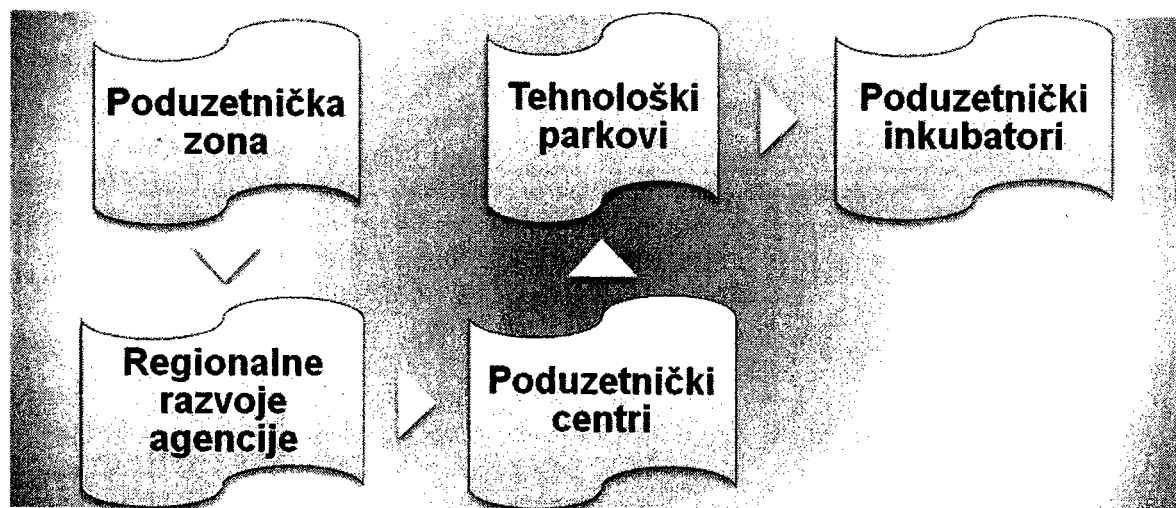 Poduzetnička
zona
Regionalne
razvoje
agencije
Poduzetnički
centri
Tehnološki
parkovi
Poduzetnički
inkubatori